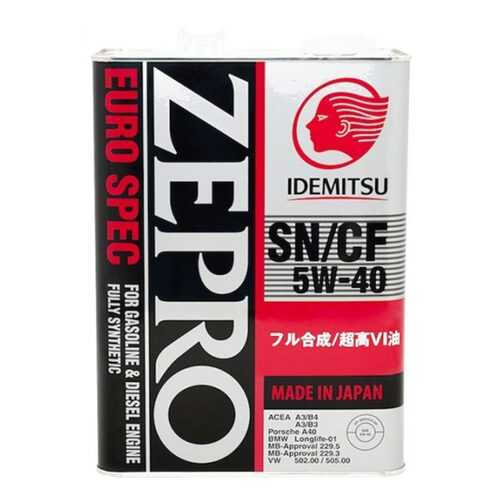 EURO SPEC
FOR GASOLINE & DIESEL ENGINE
FULLY SYNTHETIC
ZEPRO
IDEMITSU
SN/CF
5W-40
フル合成/超高VI油
MADE IN JAPAN
ACEA A3/B4
A3/B3
Porsche A40
BMW Longlife-01
MB-Approval 229.5
MB-Approval 229.3
VW 502.00 / 505.00